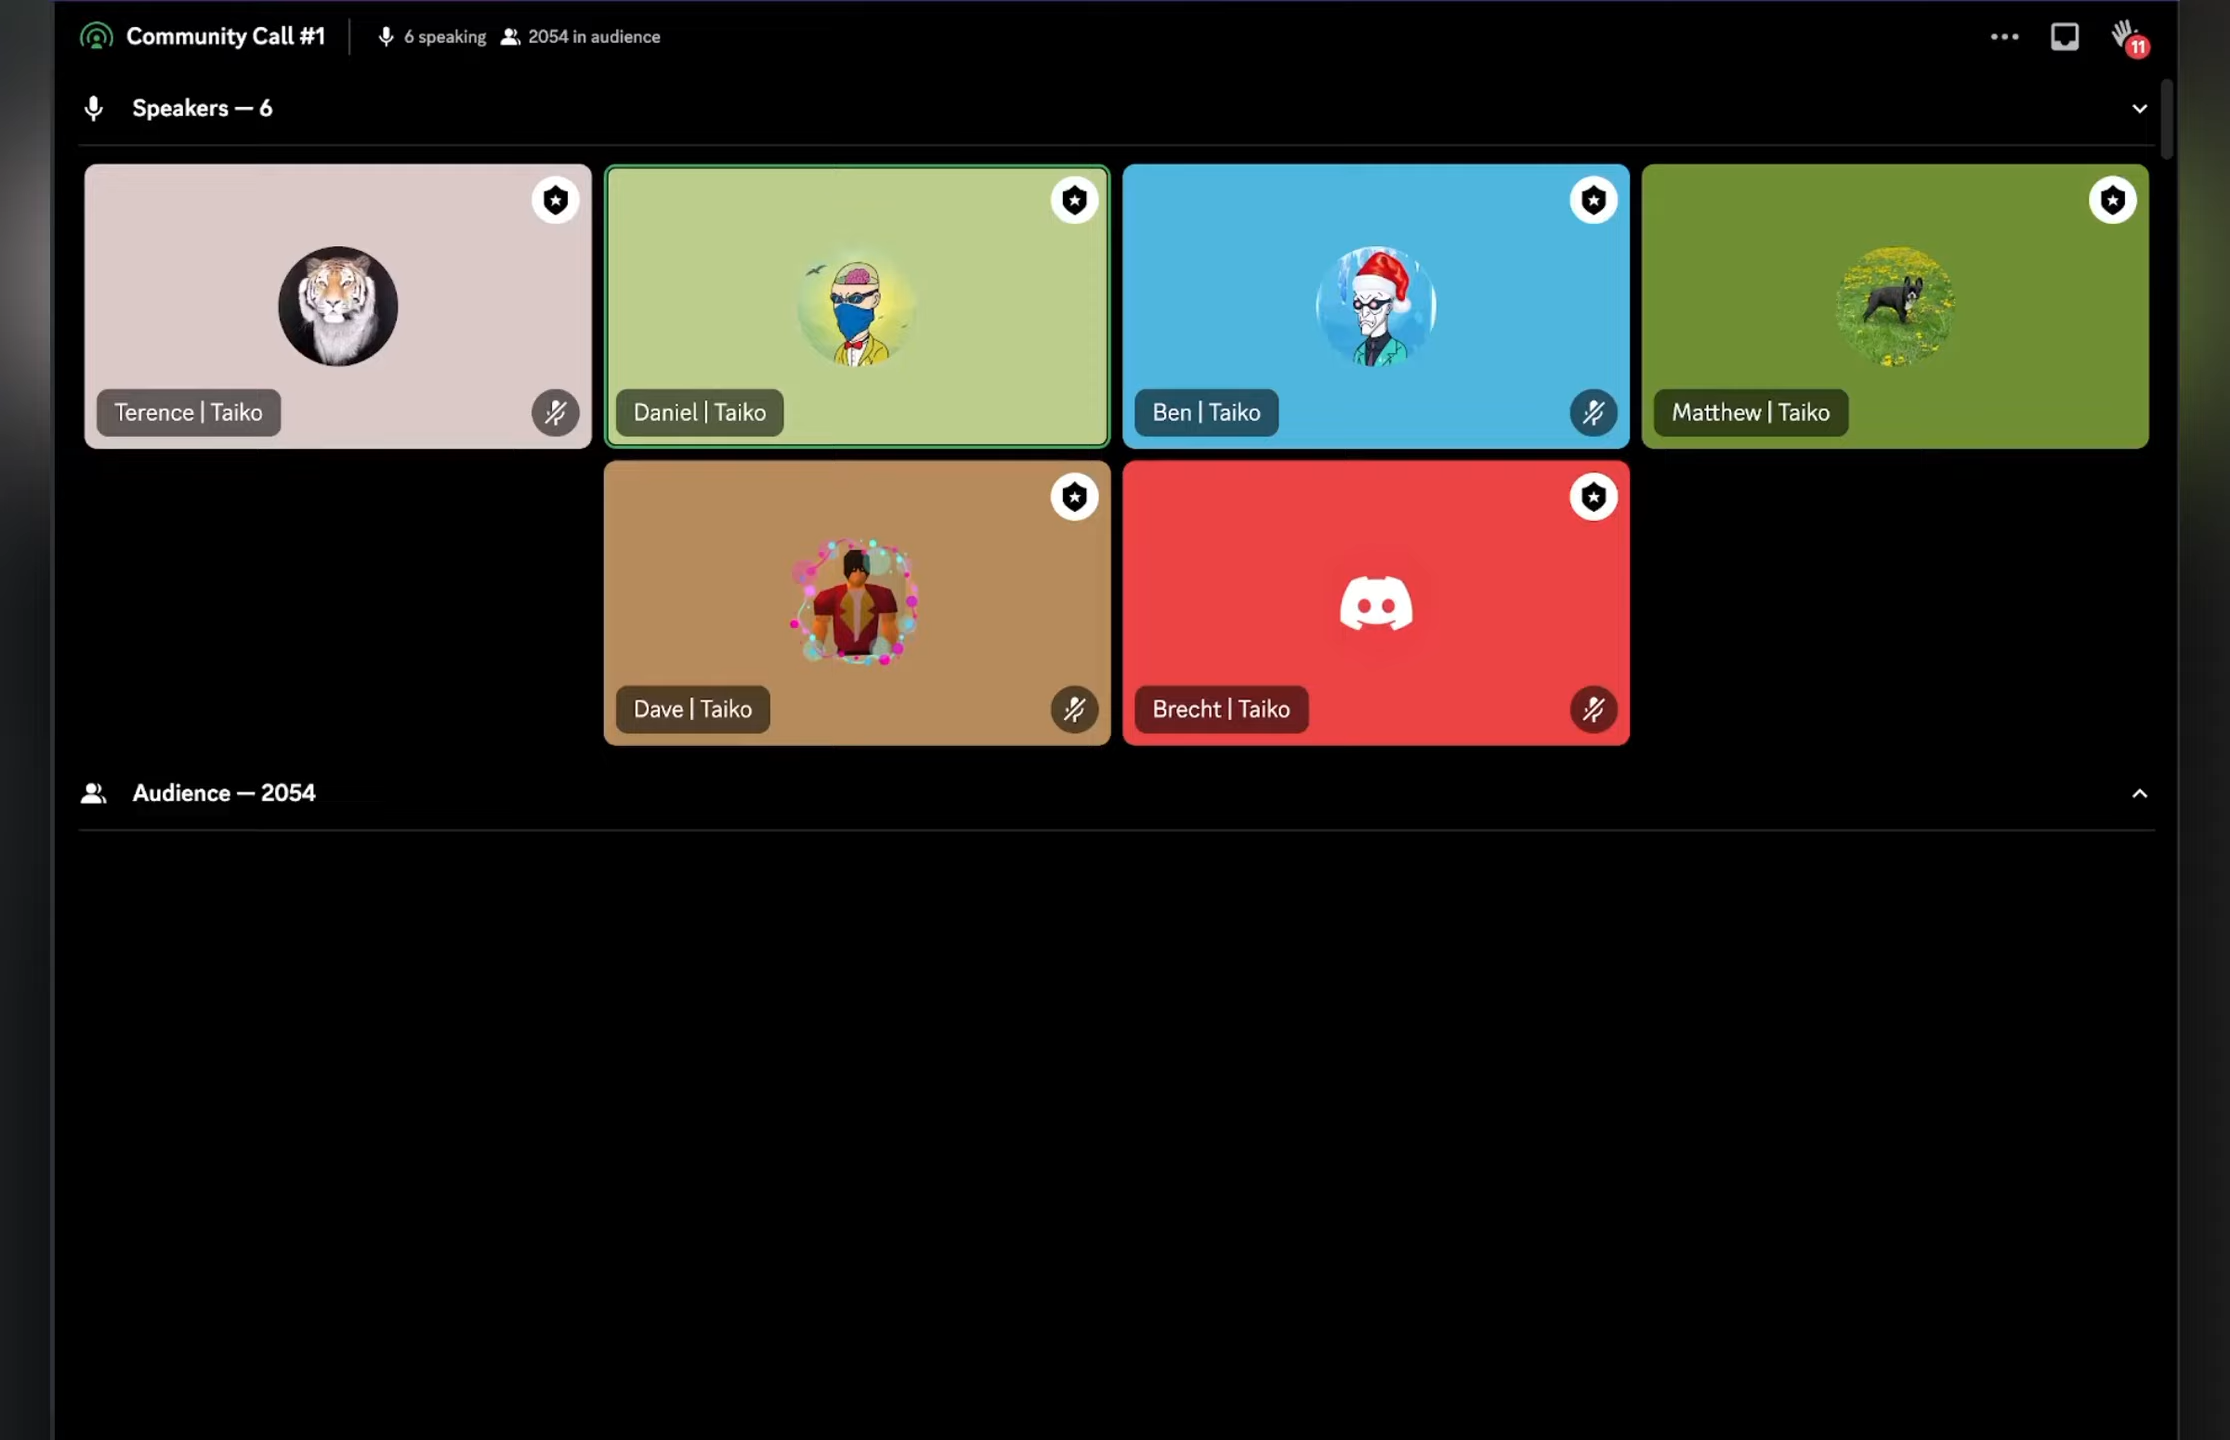 Community Call #1
6 speaking
2054 in audience
11
Speakers — 6
Terence | Taiko
Daniel | Taiko
Ben | Taiko
Matthew | Taiko
Dave | Taiko
Brecht | Taiko
Audience — 2054